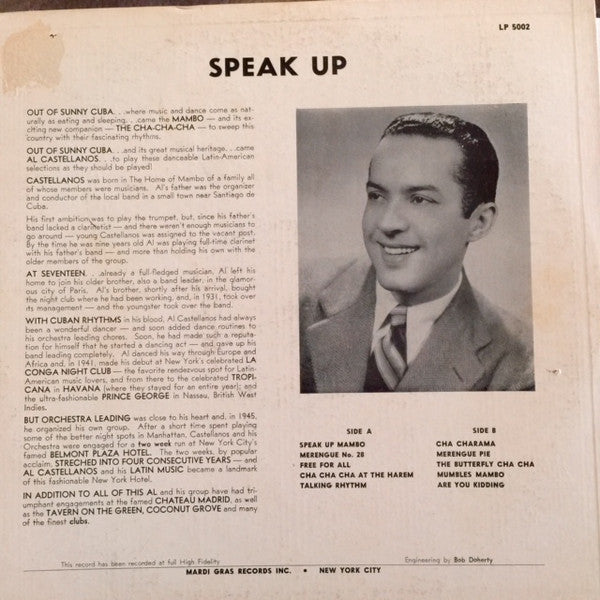 LP 5002
SPEAK UP
OUT OF SUNNY CUBA. . .where music and dance come as nat-
urally as eating and sleeping. . .came the MAMBO — and its ex-
citing new companion — THE CHA-CHA-CHA — to sweep this
country with their fascinating rhythms.
OUT OF SUNNY CUBA. . .and its great musical heritage. . .came
AL CASTELLANOS. . .to play these danceable Latin-American
selections as they should be played!
CASTELLANOS was born in The Home of Mambo of a family all
of whose members were musicians. Al's father was the organizer
and conductor of the local band in a small town near Santiago de
Cuba.
His first ambition was to play the trumpet, but, since his father's
band lacked a clarinetist — and there weren't enough musicians to
go around — young Castellanos was assigned to the vacant post.
By the time he was nine years old Al was playing full-time clarinet
with his father's band — and more than holding his own with the
older members of the group.
AT SEVENTEEN. . .already a full-fledged musician, Al left his
home to join his older brother, also a band leader, in the glamor-
ous city of Paris. Al's brother, shortly after his arrival, bought
the night club where he had been working, and, in 1931, took over
its management — and the youngster took over the band.
WITH CUBAN RHYTHMS in his blood, Al Castellanos had always
been a wonderful dancer — and soon added dance routines to
his orchestra leading chores. Soon, he had made such a reputa-
tion for himself that he started a dancing act — and gave up his
band leading completely. Al danced his way through Europe and
Africa and, in 1941, made his debut at New York's celebrated LA
CONGA NIGHT CLUB — the favorite rendezvous spot for Latin-
American music lovers, and from there to the celebrated TROPI-
CANA in HAVANA (where they stayed for an entire year); and
the ultra-fashionable PRINCE GEORGE in Nassau, British West
Indies.
BUT ORCHESTRA LEADING was close to his heart and, in 1945,
he organized his own group. After a short time spent playing
some of the better night spots in Manhattan, Castellanos and his
Orchestra were engaged for a two week run at New York City's
famed BELMONT PLAZA HOTEL. The two weeks, by popular
acclaim, STRECHED INTO FOUR CONSECUTIVE YEARS — and
AL CASTELLANOS and his LATIN MUSIC became a landmark
of this fashionable New York Hotel.
IN ADDITION TO ALL OF THIS AL and his group have had tri-
umphant engagements at the famed CHATEAU MADRID, as well
as the TAVERN ON THE GREEN, COCONUT GROVE and many
of the finest clubs.
SIDE A
SPEAK UP MAMBO
MERENGUE No. 28
FREE FOR ALL
CHA CHA CHA AT THE HAREM
TALKING RHYTHM
SIDE B
CHA CHARAMA
MERENGUE PIE
THE BUTTERFLY CHA CHA
MUMBLES MAMBO
ARE YOU KIDDING
This record has been recorded at full High Fidelity
Engineering by Bob Doherty
MARDI GRAS RECORDS INC. • NEW YORK CITY